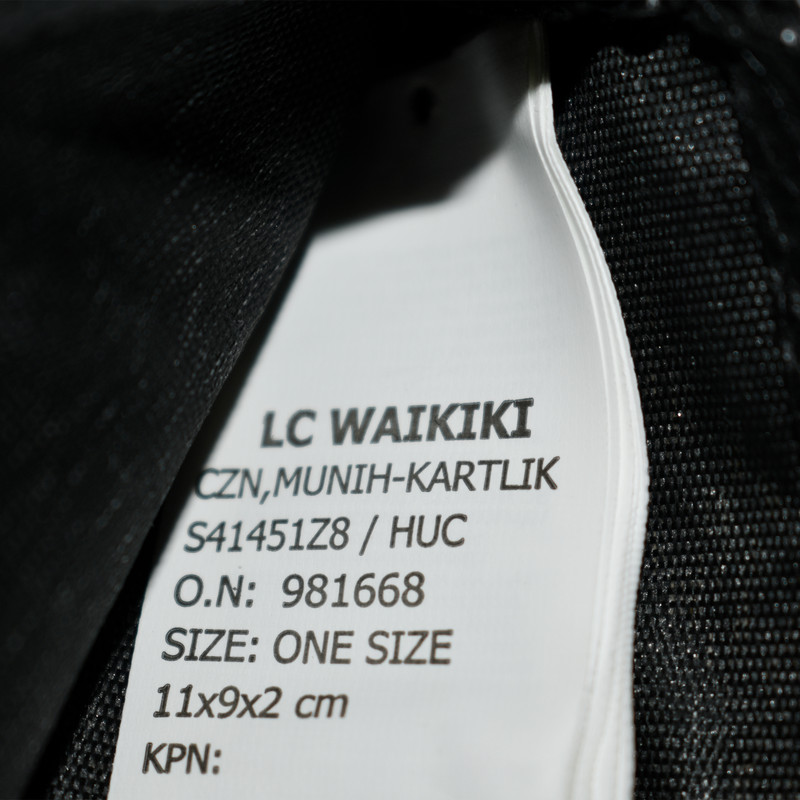 LC WAIKIKI
CZN,MUNIH-KARTLIK
S41451Z8 / HUC
O.N: 981668
SIZE: ONE SIZE
11x9x2 cm
KPN: